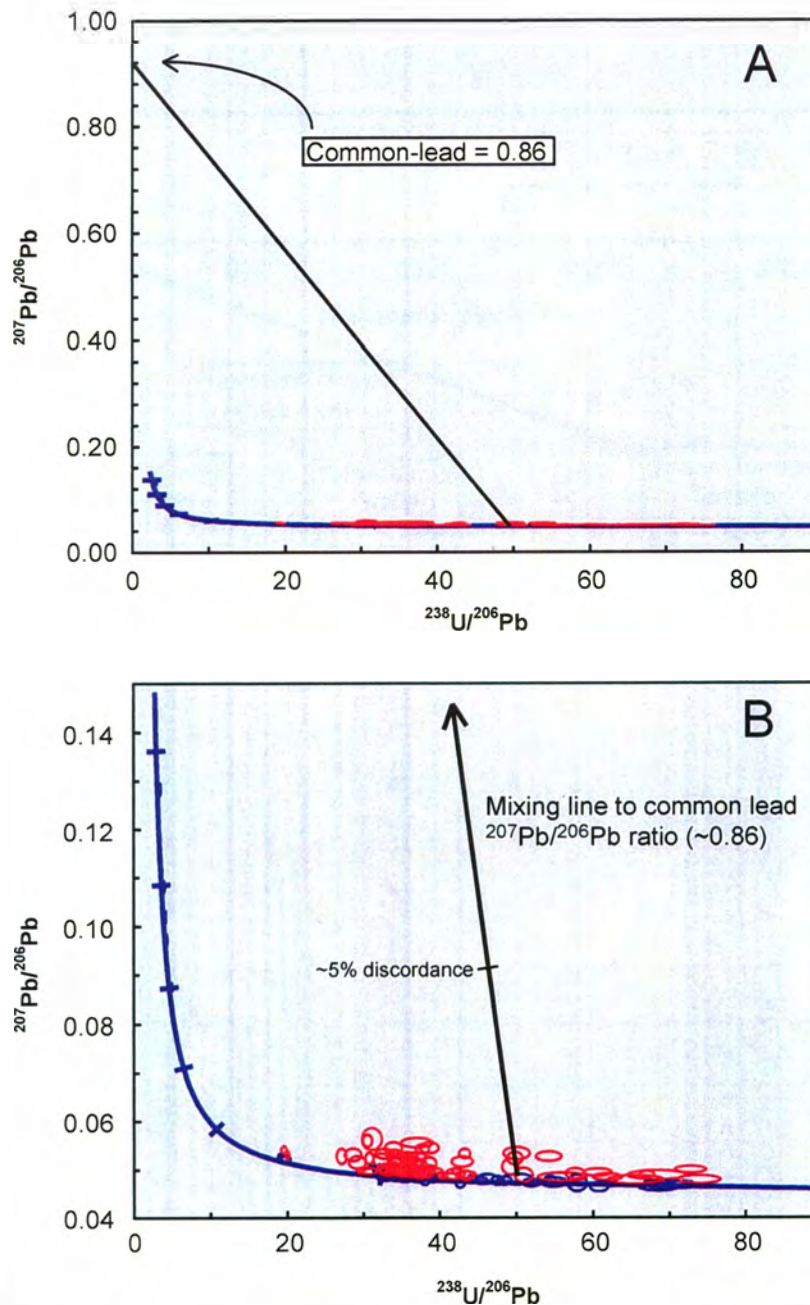 A
1.00
0.80
0.60
0.40
0.20
0.00
²⁰⁷Pb/²⁰⁶Pb
Common-lead = 0.86
0 20 40 60 80
²³⁸U/²⁰⁶Pb
B
0.14
0.12
0.10
0.08
0.06
0.04
²⁰⁷Pb/²⁰⁶Pb
Mixing line to common lead
²⁰⁷Pb/²⁰⁶Pb ratio (~0.86)
~5% discordance
0 20 40 60 80
²³⁸U/²⁰⁶Pb